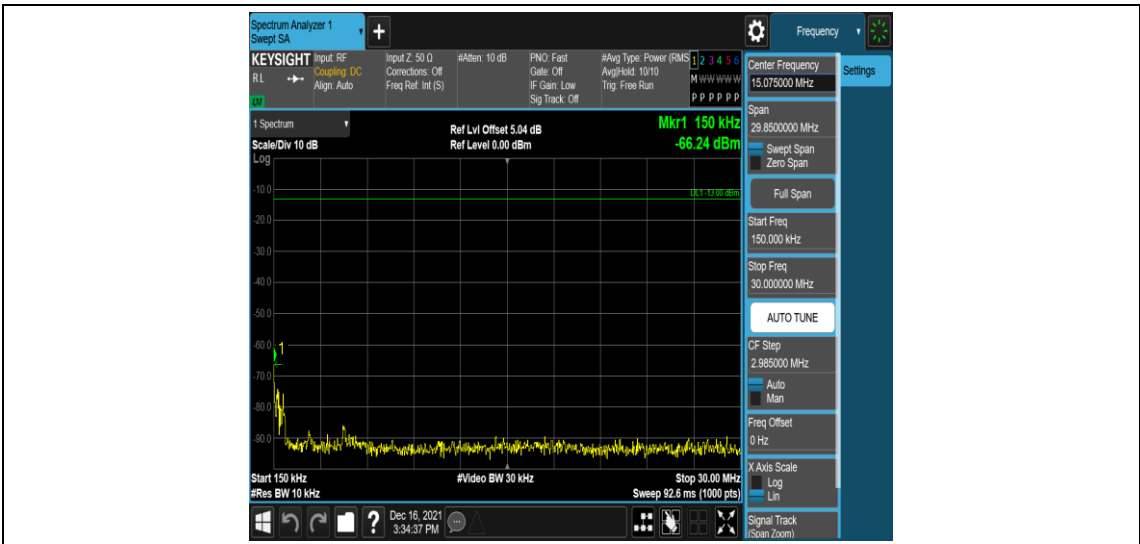 Spectrum Analyzer 1
Swept SA
+
Frequency
KEYSIGHT
RL
LXI
Input: RF
Coupling: DC
Align: Auto
Input Z: 50 Ω
Corrections: Off
Freq Ref: Int (S)
#Atten: 10 dB
PNO: Fast
Gate: Off
IF Gain: Low
Sig Track: Off
#Avg Type: Power (RMS
Avg|Hold: 10/10
Trig: Free Run
1 2 3 4 5 6
M W W W W W
P P P P P P
Center Frequency
15.075000 MHz
Settings
Span
29.8500000 MHz
Swept Span
Zero Span
Full Span
Start Freq
150.000 kHz
Stop Freq
30.000000 MHz
AUTO TUNE
CF Step
2.985000 MHz
Auto
Man
Freq Offset
0 Hz
X Axis Scale
Log
Lin
Signal Track
(Span Zoom)
1 Spectrum
Scale/Div 10 dB
Log
Ref Lvl Offset 5.04 dB
Ref Level 0.00 dBm
Mkr1 150 kHz
-66.24 dBm
DL1 -13.00 dBm
-10.0
-20.0
-30.0
-40.0
-50.0
-60.0
1
-70.0
-80.0
-90.0
Start 150 kHz
#Video BW 30 kHz
Stop 30.00 MHz
#Res BW 10 kHz
Sweep 92.6 ms (1000 pts)
?
Dec 16, 2021
3:34:37 PM